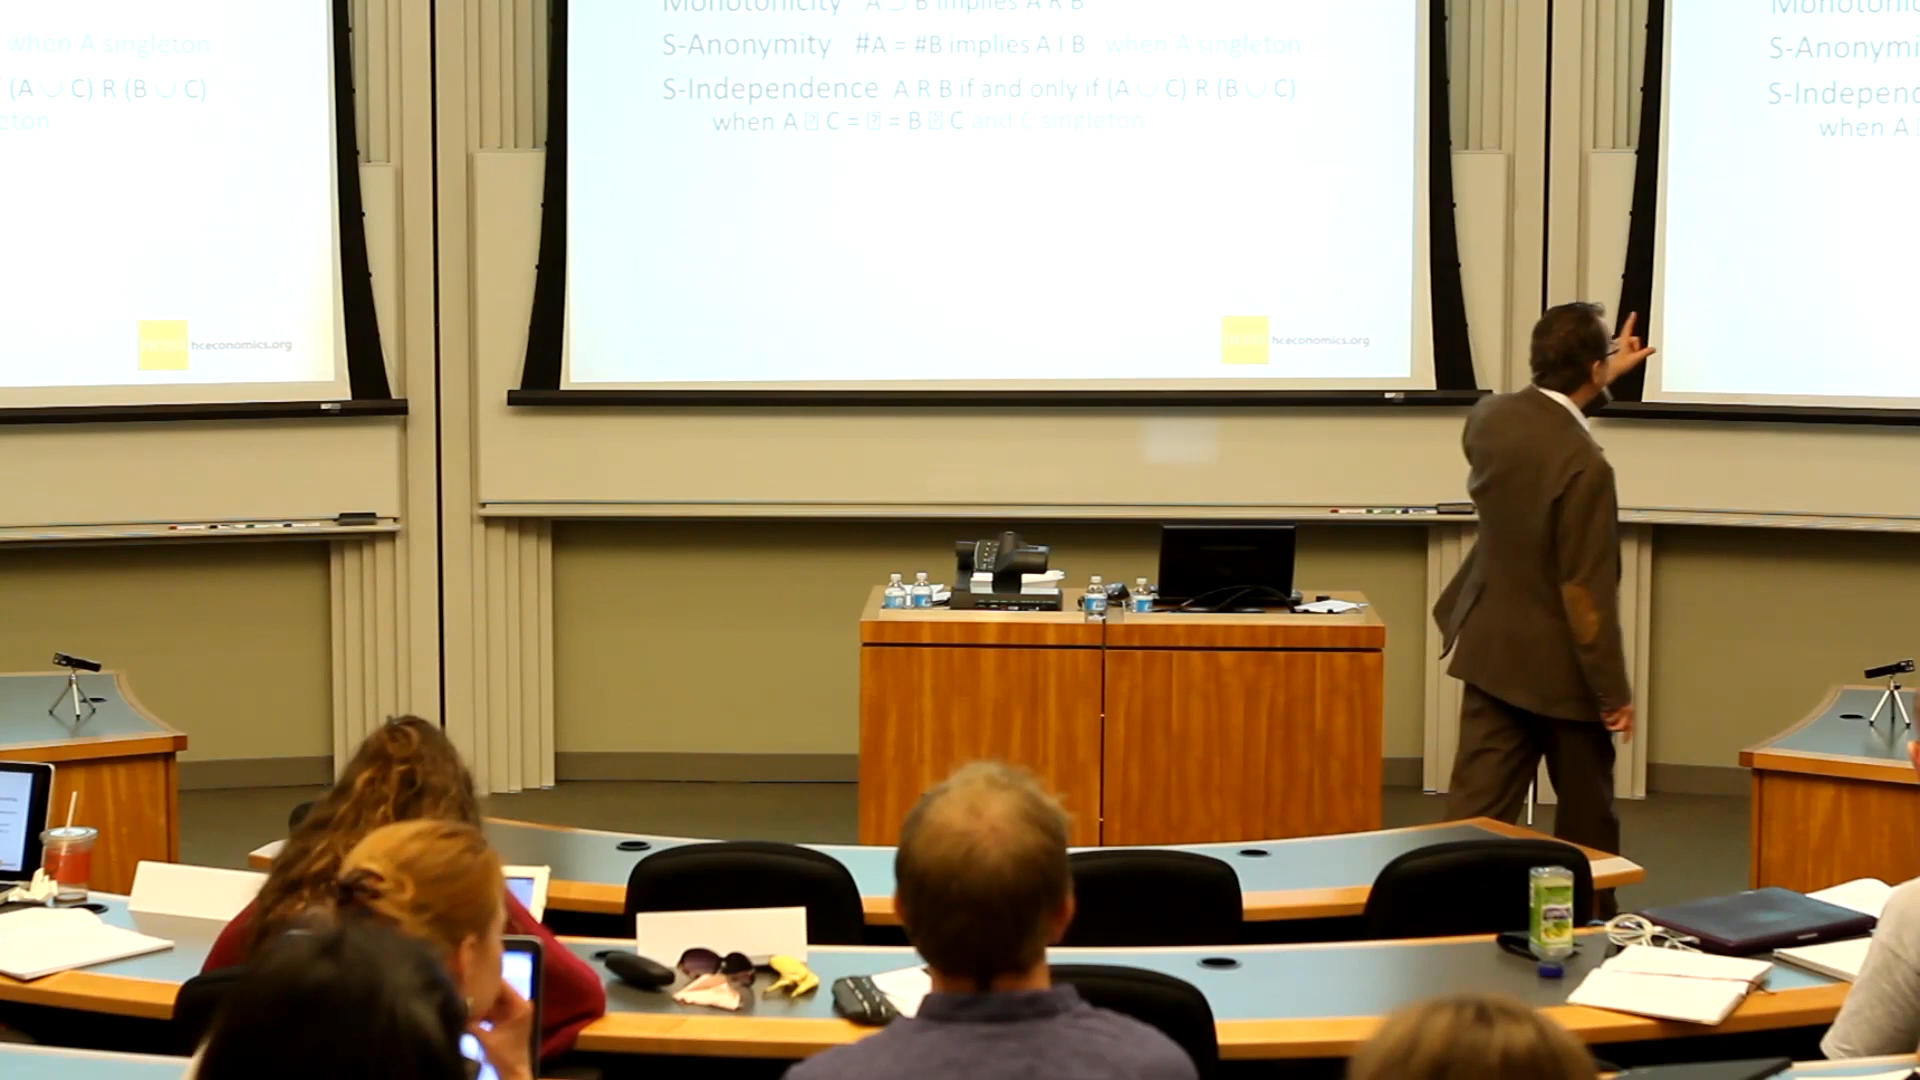 when A singleton
(A ∪ C) R (B ∪ C)
hceconomics.org
Monotonicity A ⊃ B implies A R B
S-Anonymity #A = #B implies A I B when A singleton
S-Independence A R B if and only if (A ∪ C) R (B ∪ C)
when A ⍰ C = ⍰ = B ⍰ C and C singleton
hceconomics.org
S-Anonymi
S-Independ
when A